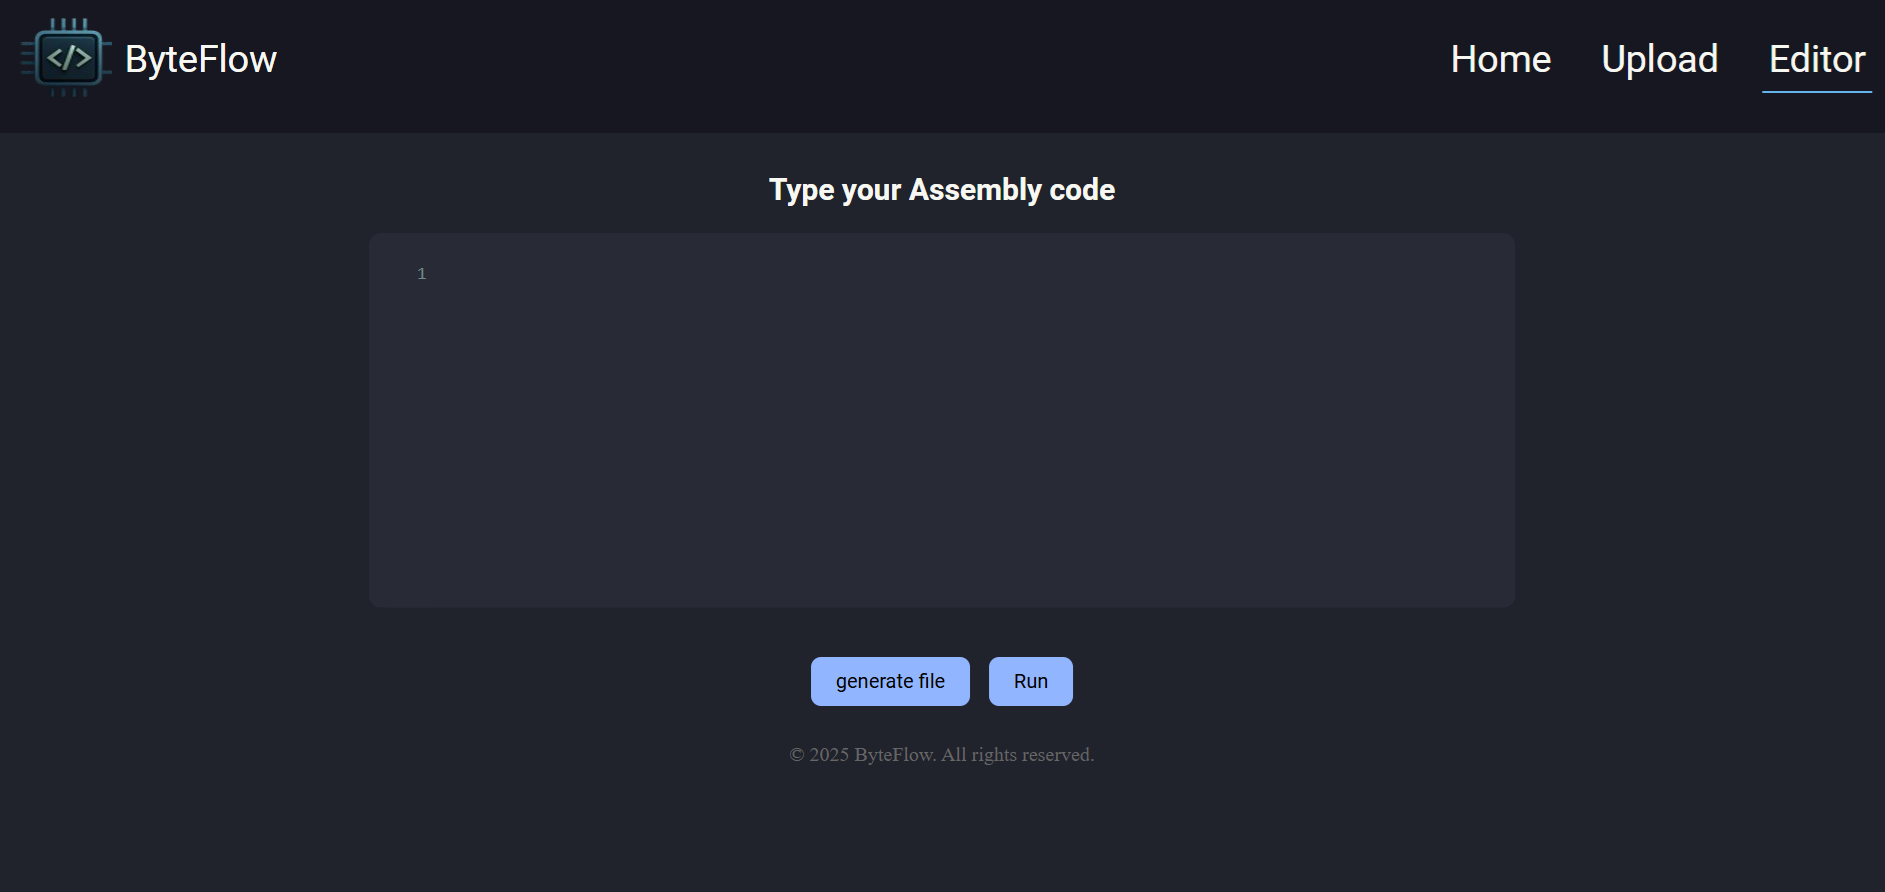 </>
ByteFlow
Home Upload Editor
Type your Assembly code
1
generate file Run
© 2025 ByteFlow. All rights reserved.